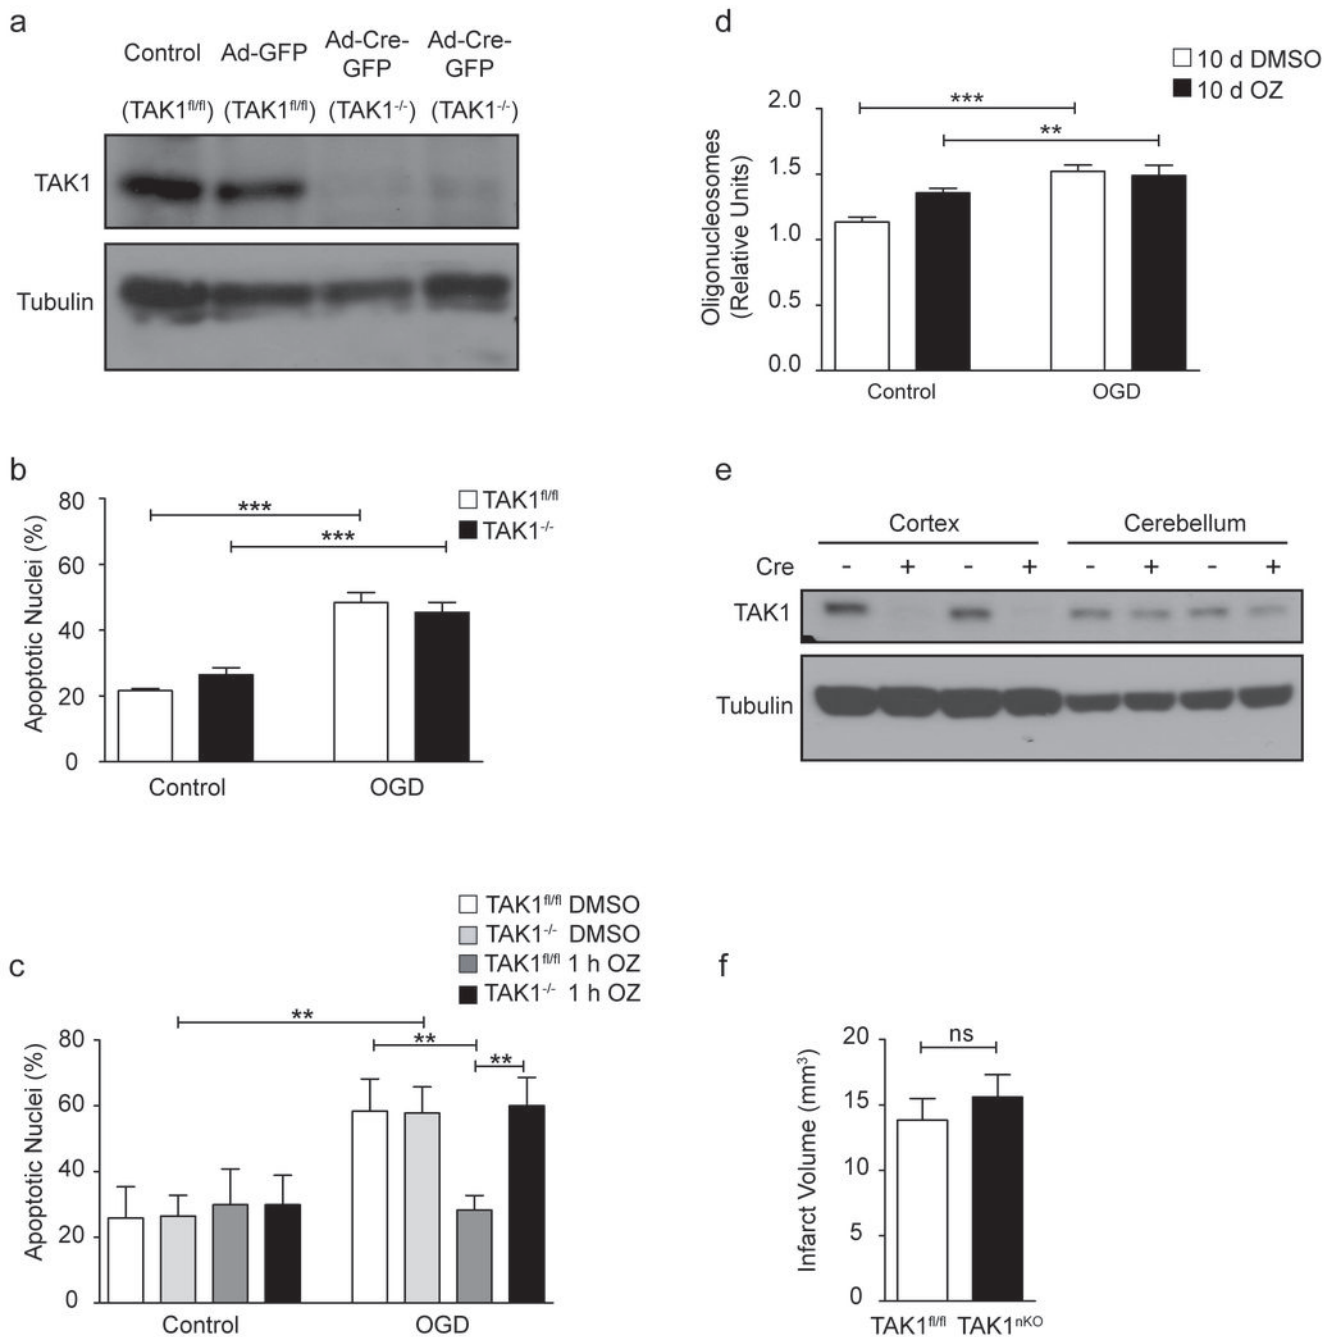 a
Control Ad-GFP Ad-Cre-GFP Ad-Cre-GFP
(TAK1fl/fl) (TAK1fl/fl) (TAK1-/-) (TAK1-/-)
TAK1
Tubulin
b
TAK1fl/fl
TAK1-/-
Apoptotic Nuclei (%)
80
60
40
20
0
***
***
Control OGD
c
TAK1fl/fl DMSO
TAK1-/- DMSO
TAK1fl/fl 1 h OZ
TAK1-/- 1 h OZ
Apoptotic Nuclei (%)
80
60
40
20
0
**
**
**
Control OGD
d
10 d DMSO
10 d OZ
Oligonucleosomes
(Relative Units)
2.0
1.5
1.0
0.5
0.0
***
**
Control OGD
e
Cortex Cerebellum
Cre - + - + - + - +
TAK1
Tubulin
f
Infarct Volume (mm3)
20
15
10
5
0
ns
TAK1fl/fl TAK1nKO